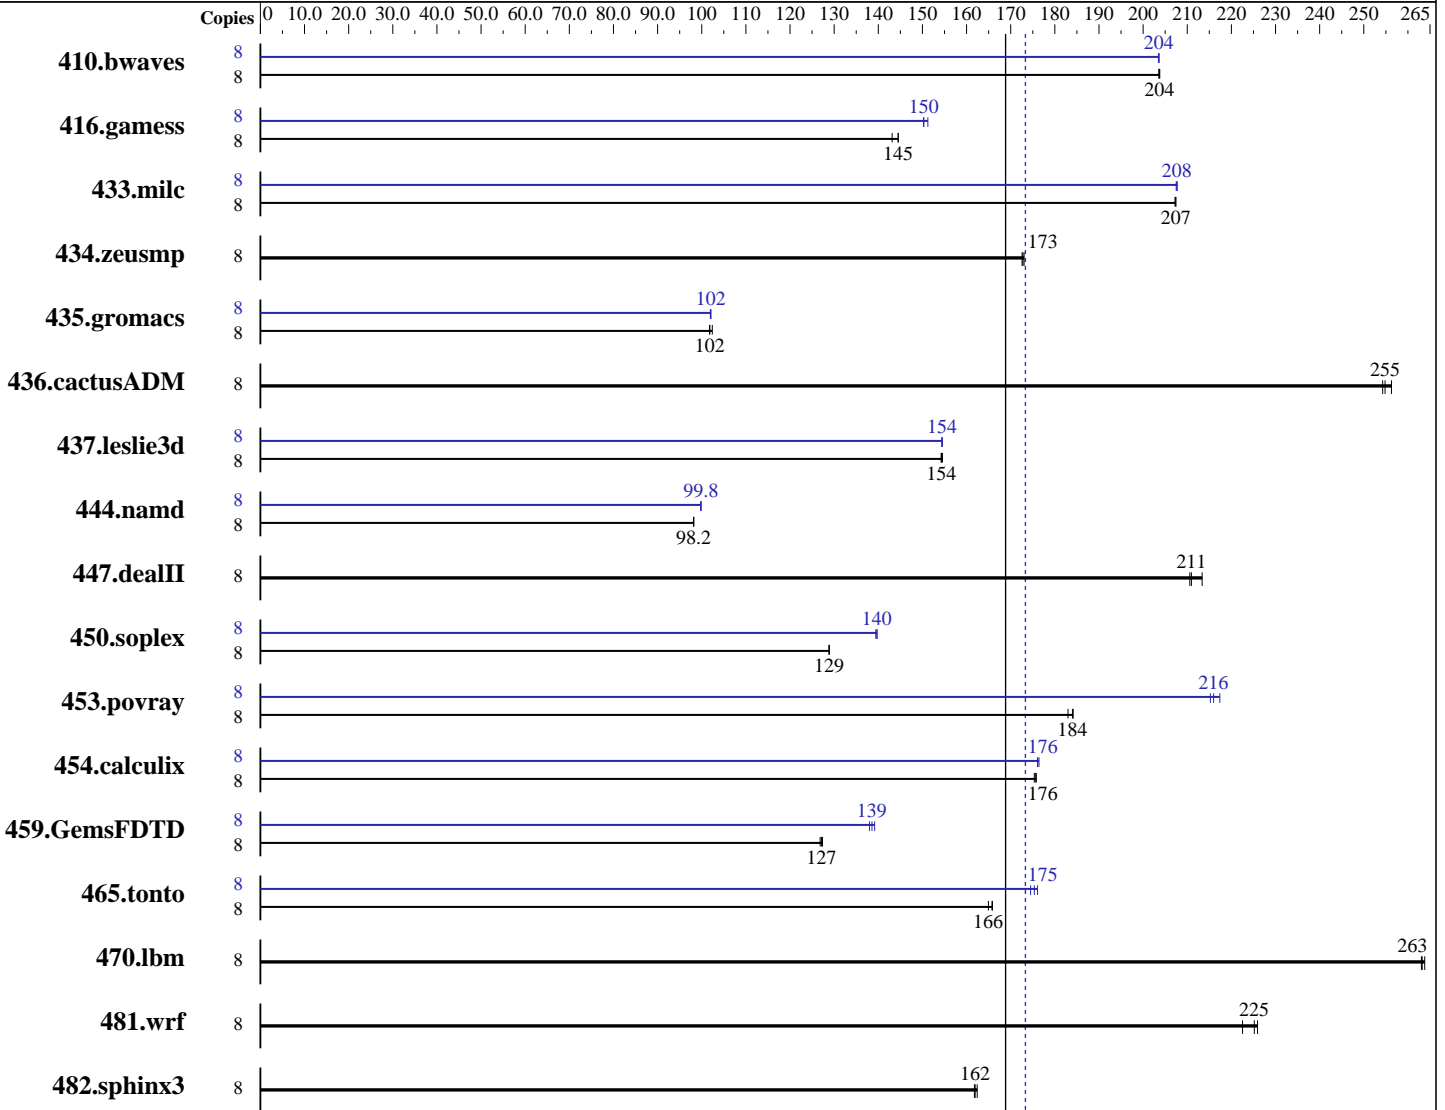 Copies 0 10.0 20.0 30.0 40.0 50.0 60.0 70.0 80.0 90.0 100 110 120 130 140 150 160 170 180 190 200 210 220 230 240 250 265
410.bwaves 8 204
8 204
416.gamess 8 150
8 145
433.milc 8 208
8 207
434.zeusmp 8 173
435.gromacs 8 102
8 102
436.cactusADM 8 255
437.leslie3d 8 154
8 154
444.namd 8 99.8
8 98.2
447.dealII 8 211
450.soplex 8 140
8 129
453.povray 8 216
8 184
454.calculix 8 176
8 176
459.GemsFDTD 8 139
8 127
465.tonto 8 175
8 166
470.lbm 8 263
481.wrf 8 225
482.sphinx3 8 162